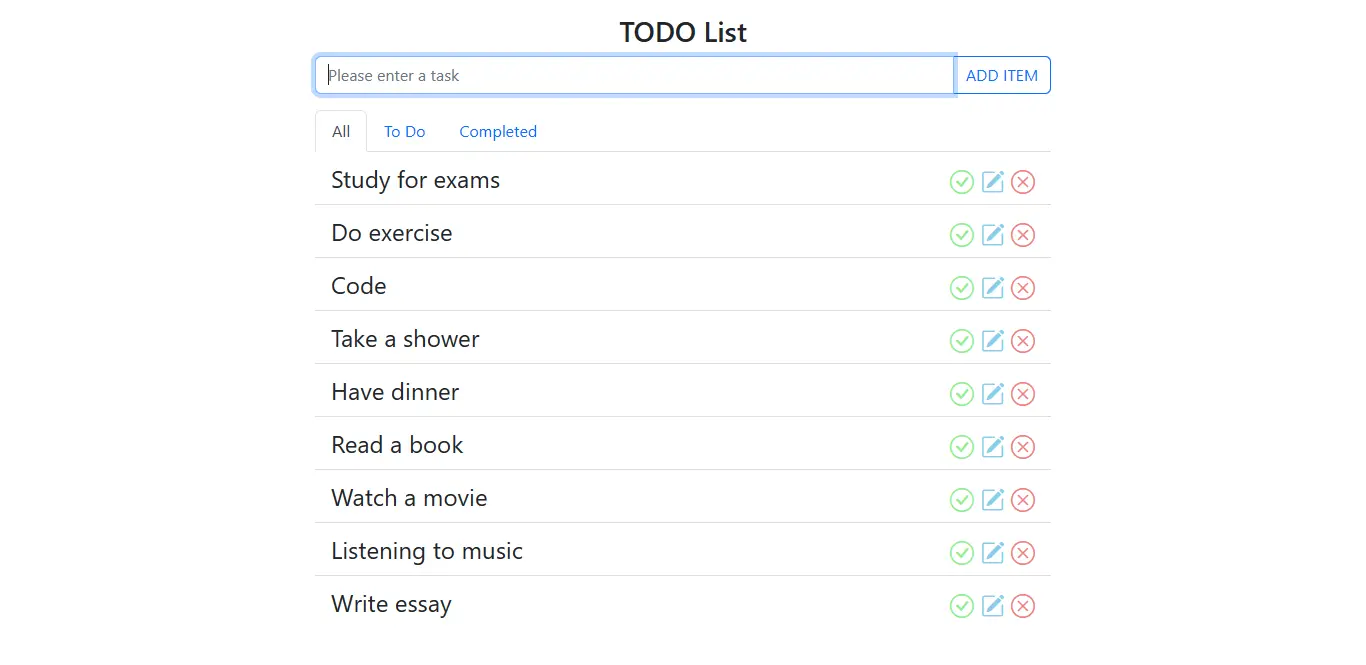 TODO List
Please enter a task
ADD ITEM
All
To Do
Completed
Study for exams
Do exercise
Code
Take a shower
Have dinner
Read a book
Watch a movie
Listening to music
Write essay